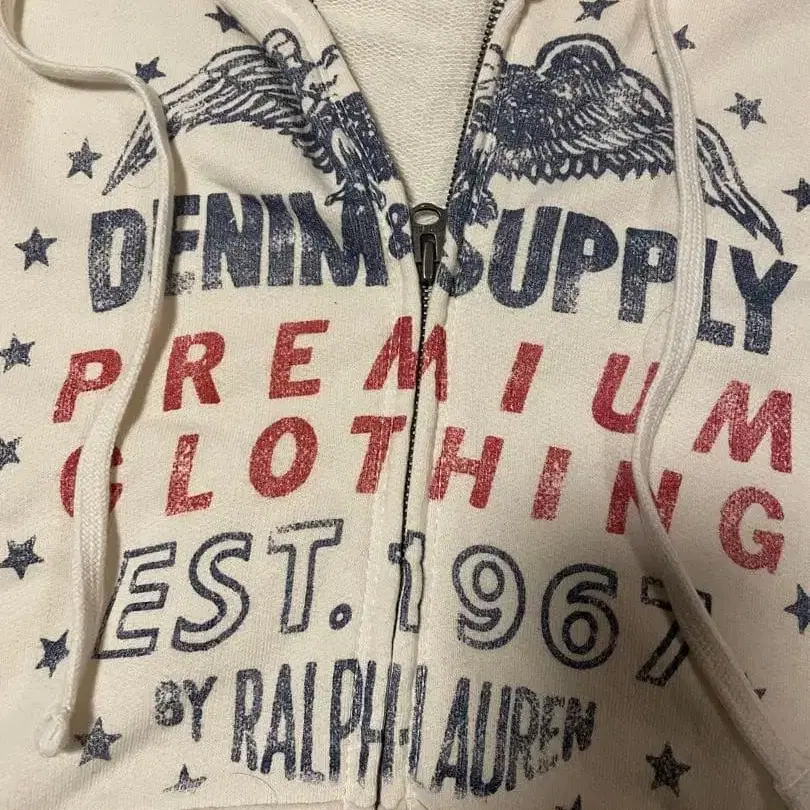 DENIM & SUPPLY
PREMIUM
CLOTHING
EST. 1967
BY RALPH LAUREN